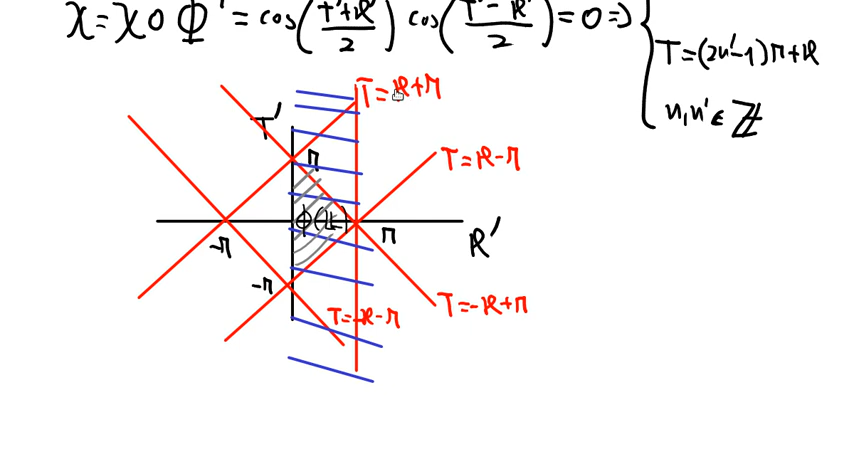 χ = χ∘Φ' = cos((T'+R')/2) cos((T'-R')/2) = 0 ⇒ {
T=(2n'-1)π+R
n,n' ∈ ℤ
T=R+π
T'
π
T=R-π
Φ(M)
-π
π
R'
-π
T=-R-π
T=-R+π